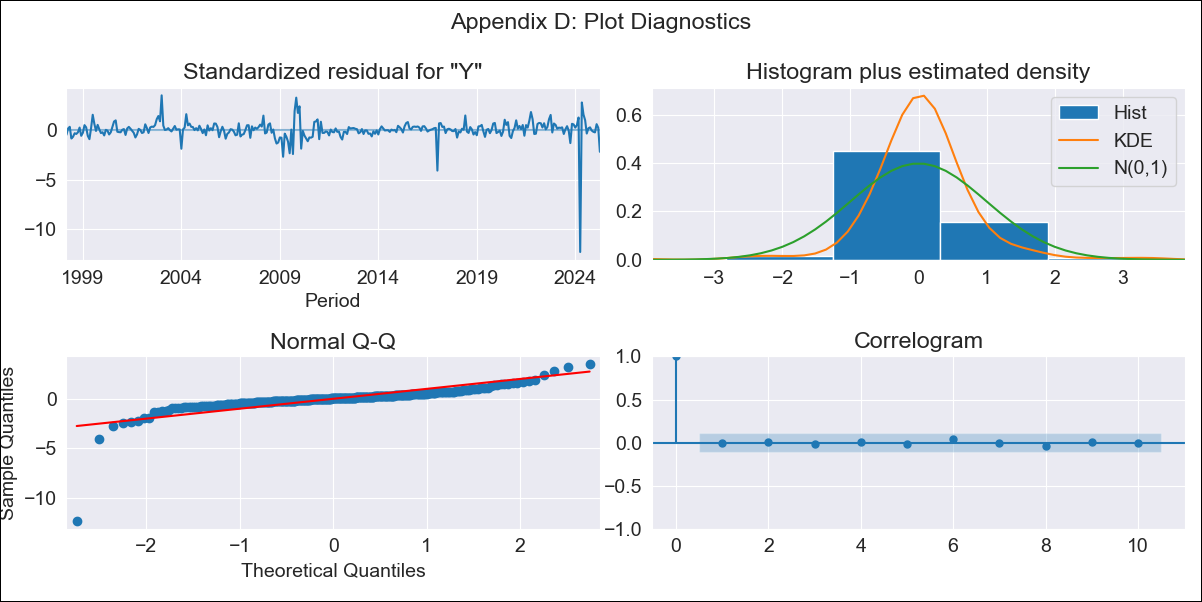 Appendix D: Plot Diagnostics
Standardized residual for "Y"
0
−5
−10
1999 2004 2009 2014 2019 2024
Period
Histogram plus estimated density
Hist
KDE
N(0,1)
0.6
0.4
0.2
0.0
−3 −2 −1 0 1 2 3
Normal Q-Q
Sample Quantiles
0
−5
−10
−2 −1 0 1 2
Theoretical Quantiles
Correlogram
1.0
0.5
0.0
−0.5
−1.0
0 2 4 6 8 10